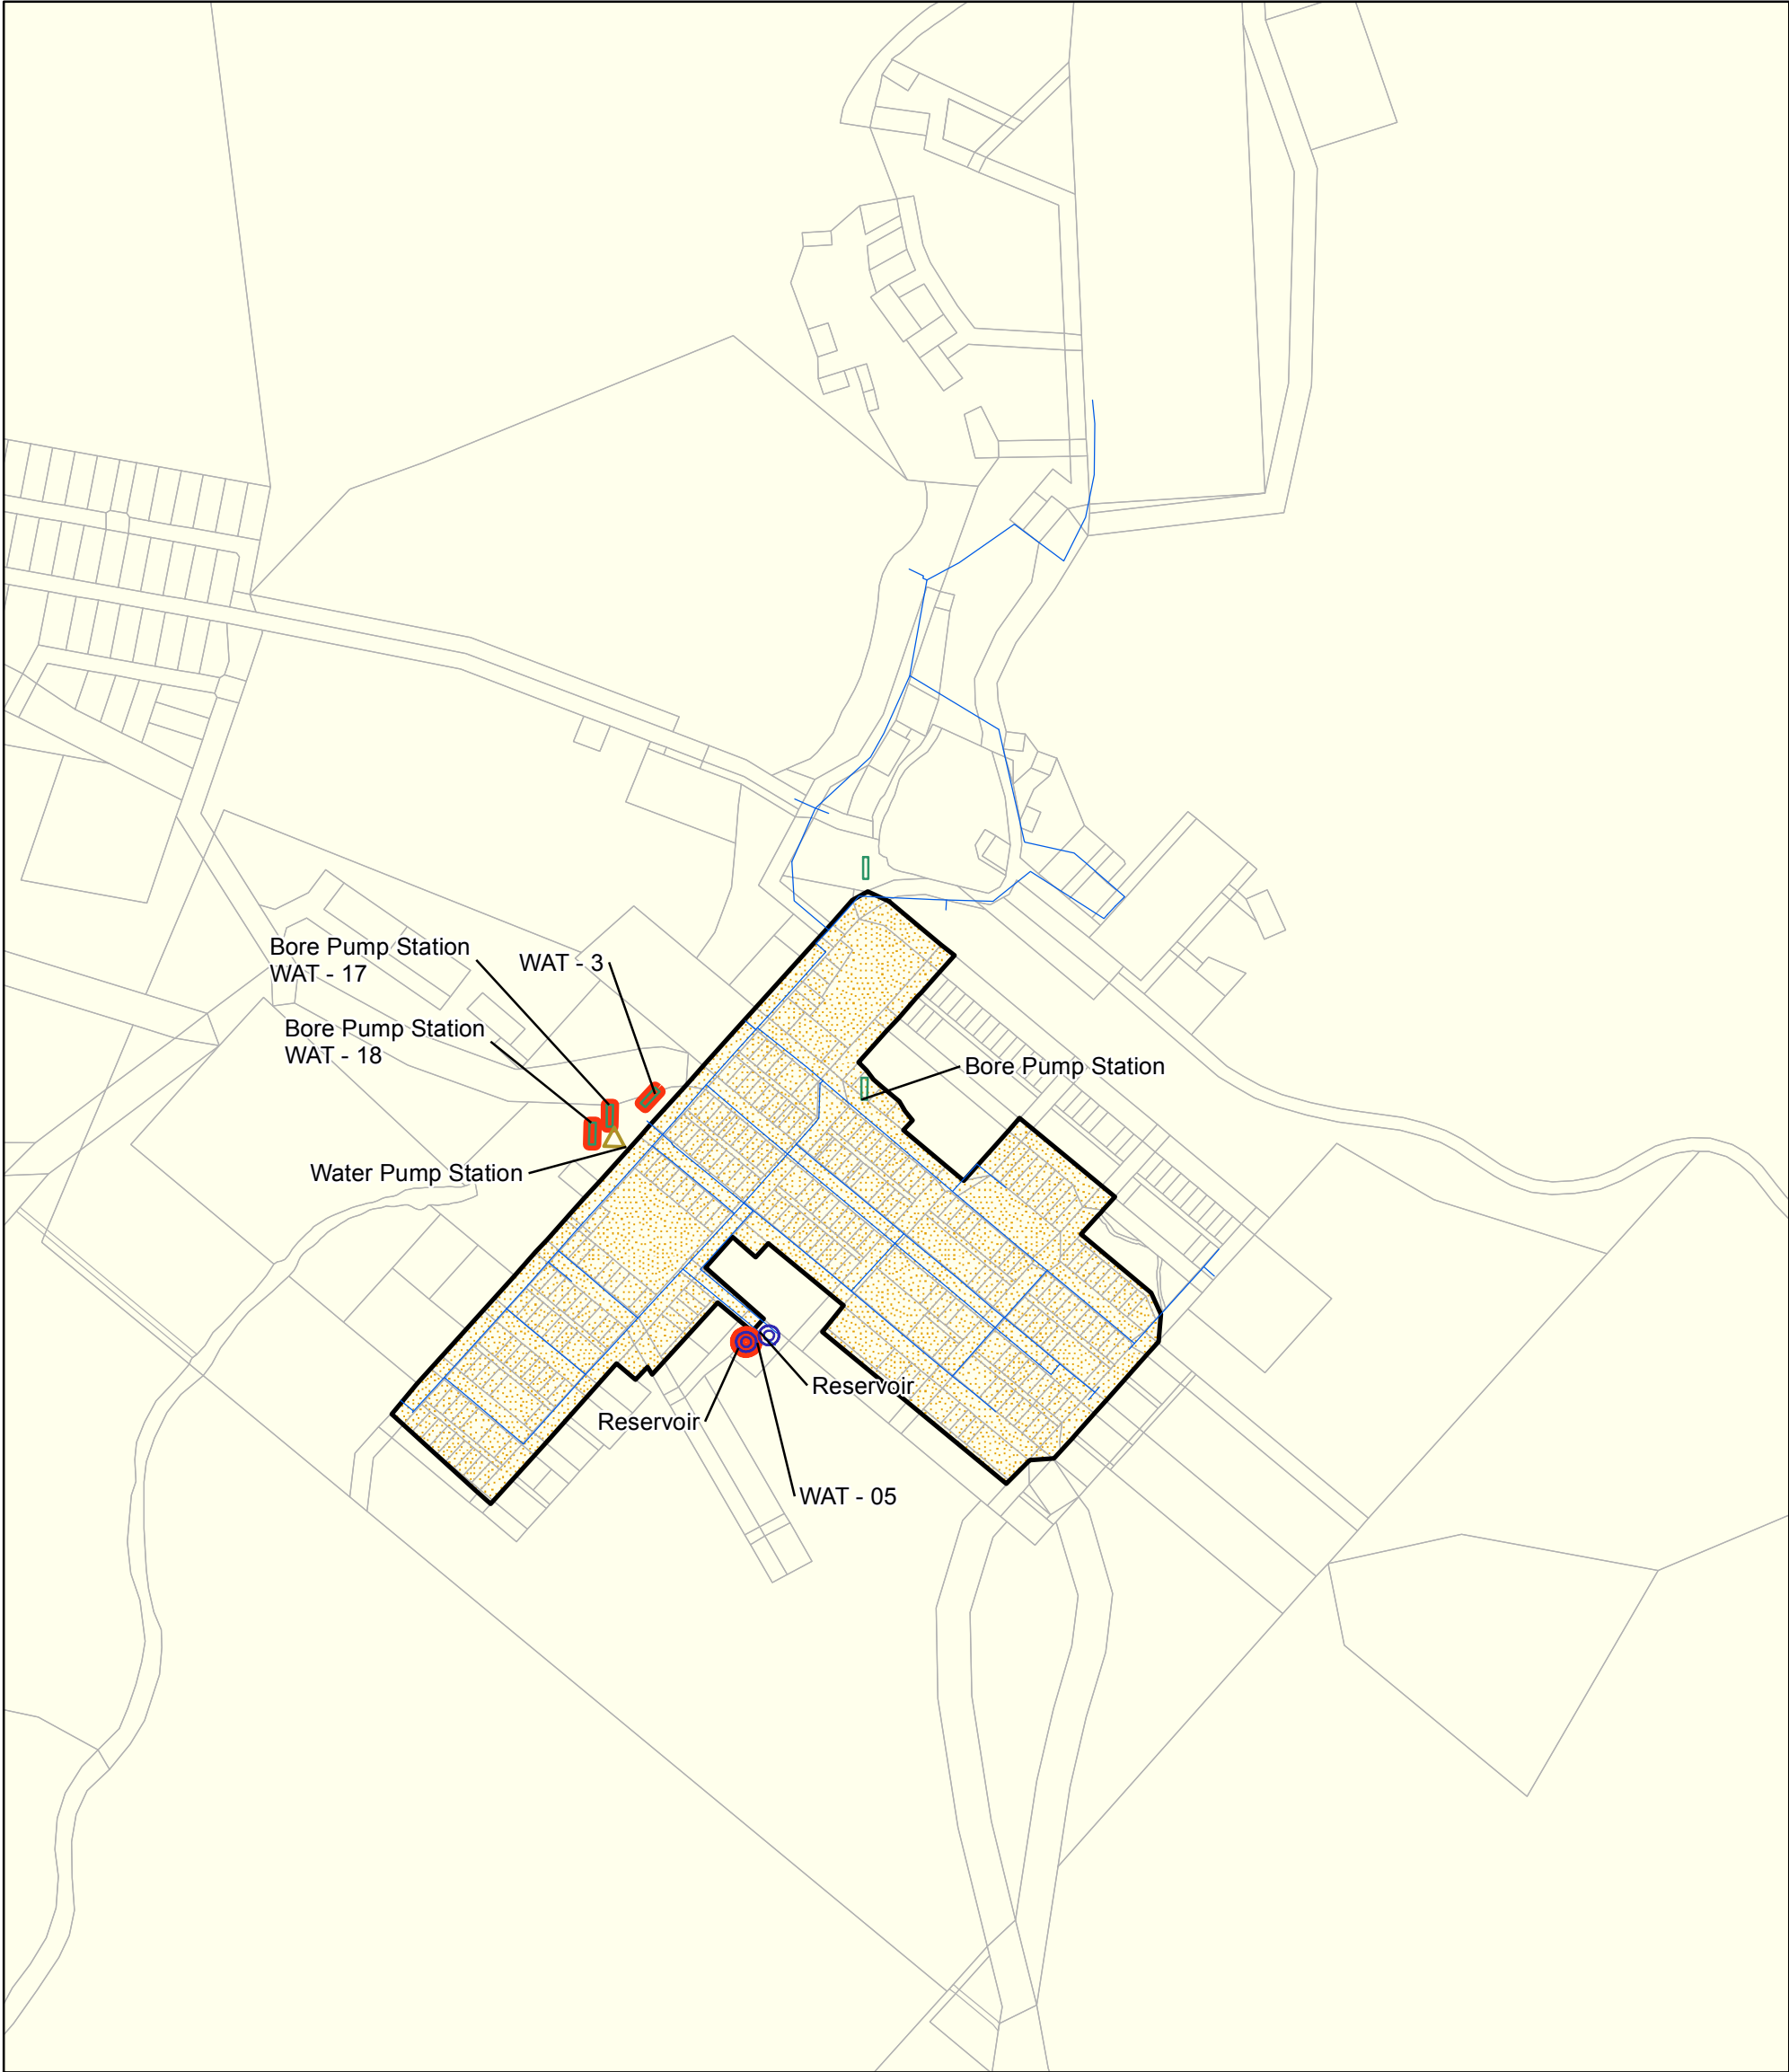 Bore Pump Station
WAT - 17
WAT - 3
Bore Pump Station
WAT - 18
Bore Pump Station
Water Pump Station
Reservoir
Reservoir
WAT - 05